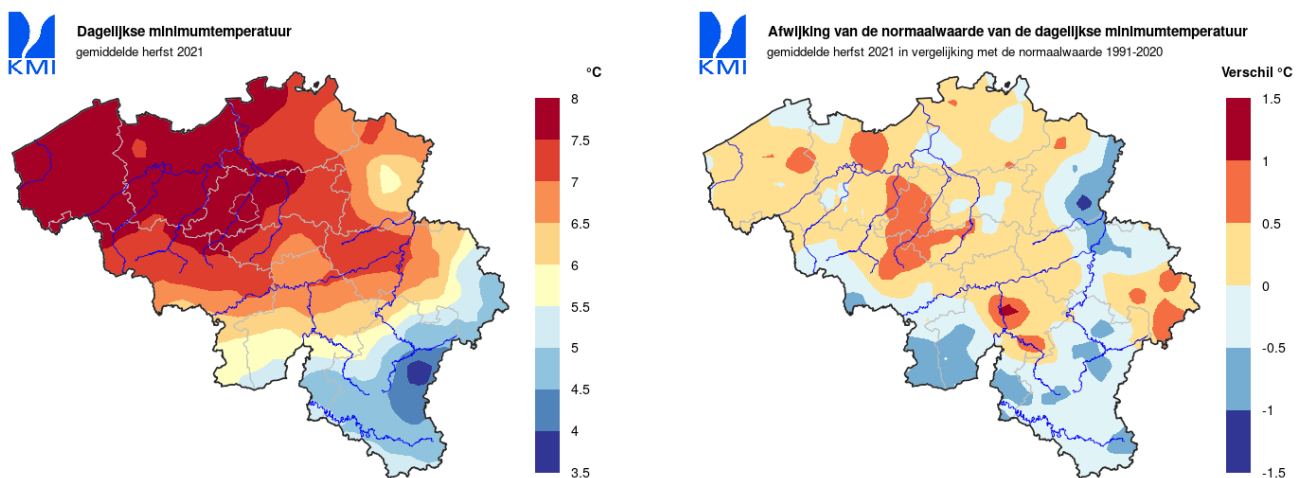 KMI
Dagelijkse minimumtemperatuur
gemiddelde herfst 2021
°C
8
7.5
7
6.5
6
5.5
5
4.5
4
3.5
KMI
Afwijking van de normaalwaarde van de dagelijkse minimumtemperatuur
gemiddelde herfst 2021 in vergelijking met de normaalwaarde 1991-2020
Verschil °C
1.5
1
0.5
0
-0.5
-1
-1.5